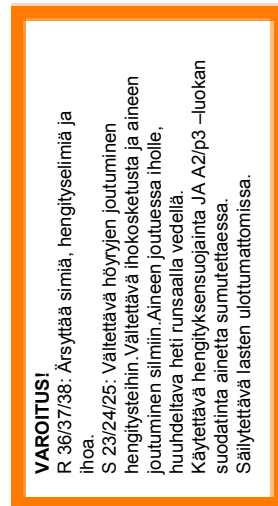 VAROITUS!
R 36/37/38: Ärsyttää simiä, hengityselimiä ja
ihoa.
S 23/24/25: Vältettävä höyryjen joutuminen
hengitysteihin.Vältettävä ihokosketusta ja aineen
joutuminen silmiin.Aineen joutuessa iholle,
huuhdeltava heti runsaalla vedellä.
Käytettävä hengityksensuojainta JA A2/p3 –luokan
suodatinta ainetta sumutettaessa.
Säilytettävä lasten ulottumattomissa.